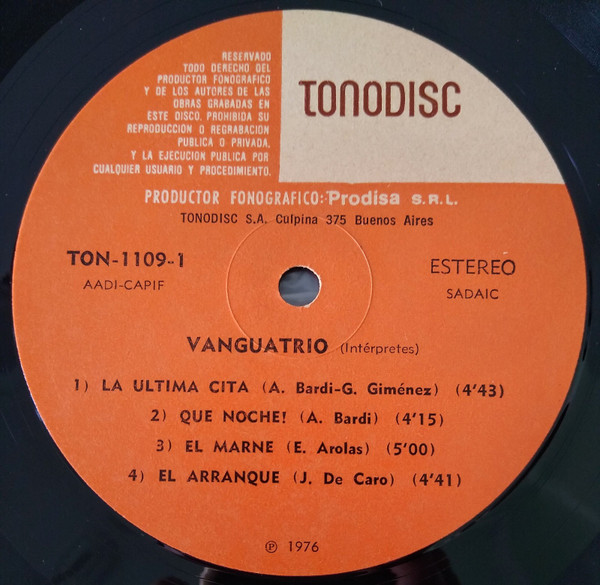 RESERVADO
TODO DERECHO DEL
PRODUCTOR FONOGRAFICO
Y DE LOS AUTORES DE LAS
OBRAS GRABADAS EN
ESTE DISCO. PROHIBIDA SU
REPRODUCCION O REGRABACION
PUBLICA O PRIVADA,
Y LA EJECUCION PUBLICA POR
CUALQUIER USUARIO Y PROCEDIMIENTO.
TONODISC
PRODUCTOR FONOGRAFICO: Prodisa S.R.L.
TONODISC S.A. Culpina 375 Buenos Aires
TON-1109-1
AADI-CAPIF
ESTEREO
SADAIC
VANGUATRIO (Intérpretes)
1) LA ULTIMA CITA (A. Bardi-G. Giménez) (4'43)
2) QUE NOCHE! (A. Bardi) (4'15)
3) EL MARNE (E. Arolas) (5'00)
4) EL ARRANQUE (J. De Caro) (4'41)
℗ 1976